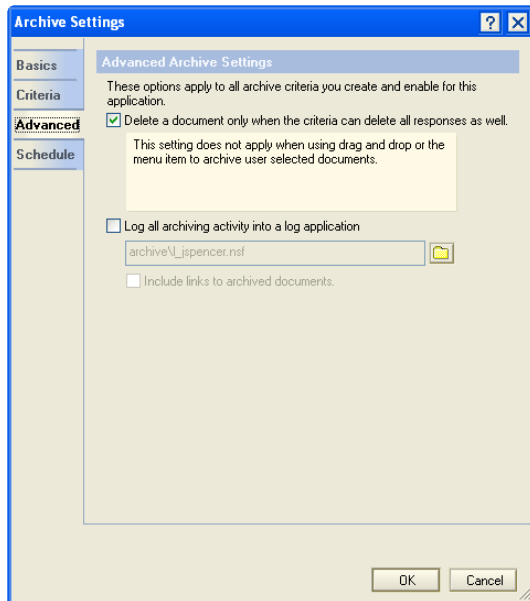 Archive Settings
Basics
Criteria
Advanced
Schedule
Advanced Archive Settings
These options apply to all archive criteria you create and enable for this
application.
Delete a document only when the criteria can delete all responses as well.
This setting does not apply when using drag and drop or the
menu item to archive user selected documents.
Log all archiving activity into a log application
archive\l_jspencer.nsf
Include links to archived documents.
OK
Cancel